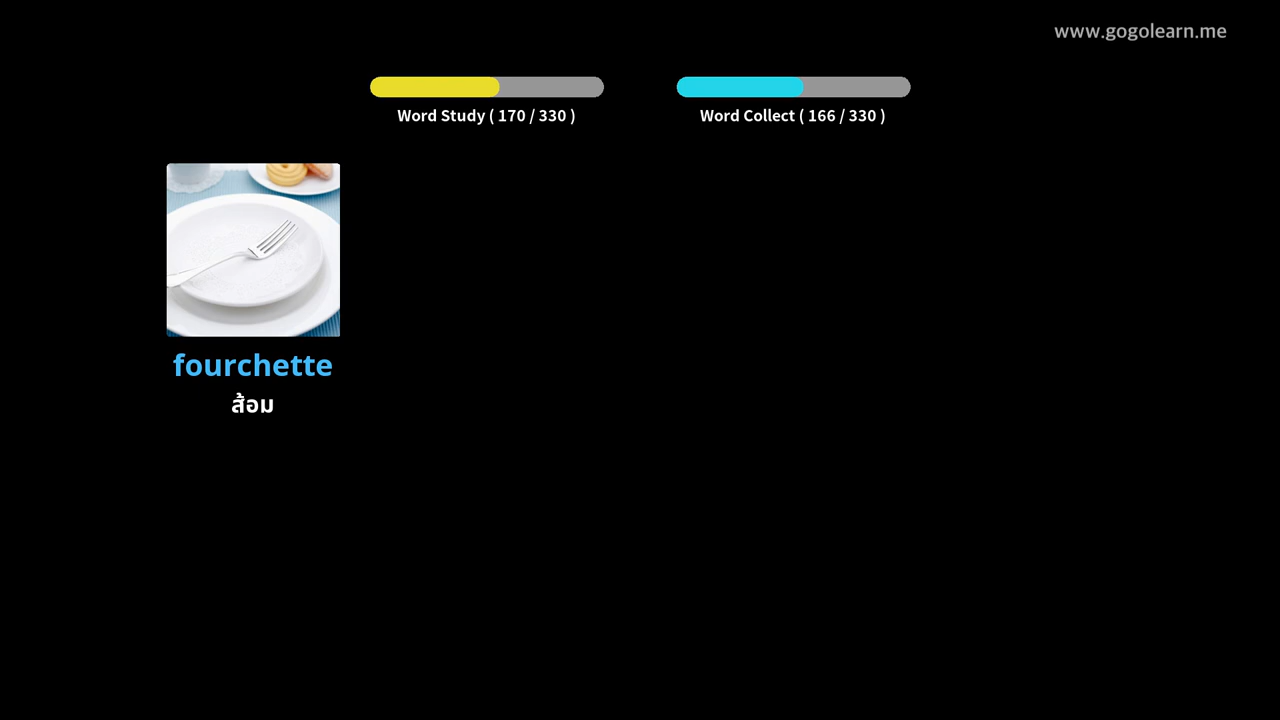 www.gogolearn.me
Word Study ( 170 / 330 )
Word Collect ( 166 / 330 )
fourchette
ส้อม